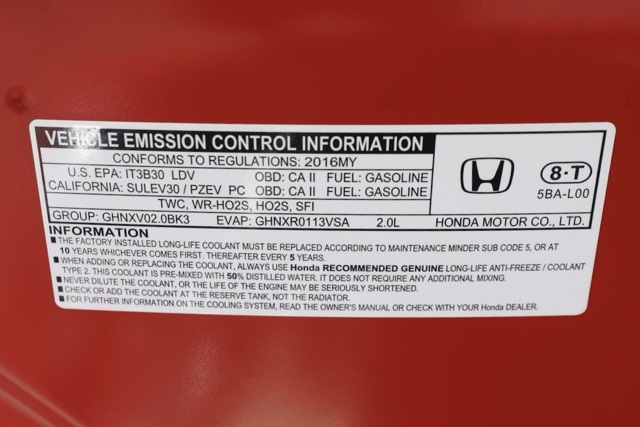 VEHICLE EMISSION CONTROL INFORMATION
CONFORMS TO REGULATIONS: 2016MY
U.S. EPA: IT3B30 LDV OBD: CA II FUEL: GASOLINE
CALIFORNIA: SULEV30 / PZEV PC OBD: CA II FUEL: GASOLINE
TWC, WR-HO2S, HO2S, SFI
GROUP: GHNXV02.0BK3 EVAP: GHNXR0113VSA 2.0L
8·T
5BA-L00
HONDA MOTOR CO., LTD.
INFORMATION
■THE FACTORY INSTALLED LONG-LIFE COOLANT MUST BE REPLACED ACCORDING TO MAINTENANCE MINDER SUB CODE 5, OR AT
10 YEARS WHICHEVER COMES FIRST. THEREAFTER EVERY 5 YEARS.
■WHEN ADDING OR REPLACING THE COOLANT, ALWAYS USE Honda RECOMMENDED GENUINE LONG-LIFE ANTI-FREEZE / COOLANT
TYPE 2. THIS COOLANT IS PRE-MIXED WITH 50% DISTILLED WATER. IT DOES NOT REQUIRE ANY ADDITIONAL MIXING.
■NEVER DILUTE THE COOLANT, OR THE LIFE OF THE ENGINE MAY BE SERIOUSLY SHORTENED.
■CHECK OR ADD THE COOLANT AT THE RESERVE TANK, NOT THE RADIATOR.
■FOR FURTHER INFORMATION ON THE COOLING SYSTEM, READ THE OWNER'S MANUAL OR CHECK WITH YOUR Honda DEALER.